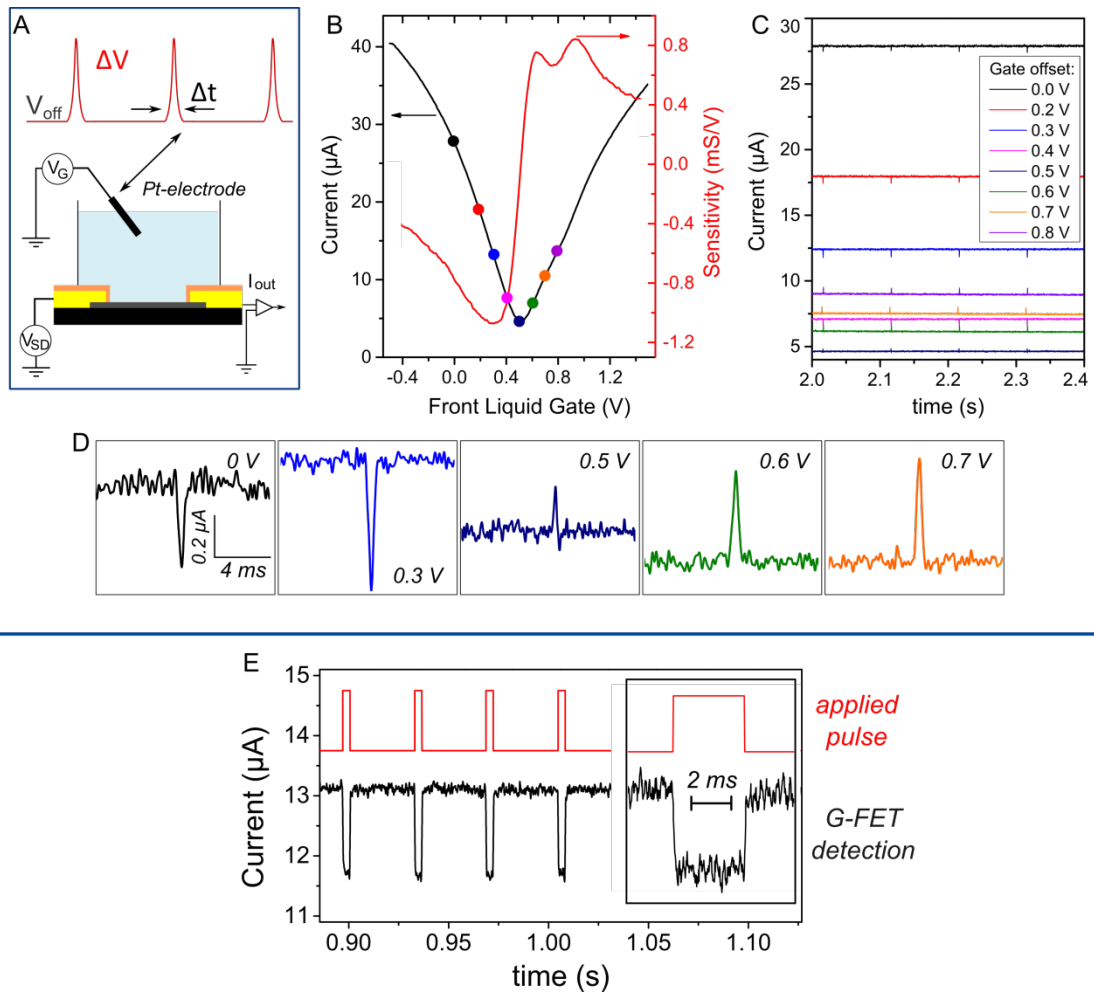 A
ΔV
Δt
V_off
V_G
Pt-electrode
I_out
V_SD
B
40
30
20
10
0
Current (µA)
-0.4 0.0 0.4 0.8
Front Liquid Gate (V)
0.8
0.4
0.0
-0.4
-0.8
-1.2
Sensitivity (mS/V)
C
30
25
20
15
10
5
Current (µA)
Gate offset:
0.0 V
0.2 V
0.3 V
0.4 V
0.5 V
0.6 V
0.7 V
0.8 V
2.0 2.1 2.2 2.3 2.4
time (s)
D
0 V
0.2 µA
4 ms
0.3 V
0.5 V
0.6 V
0.7 V
E
15
14
13
12
11
Current (µA)
applied
pulse
2 ms
G-FET
detection
0.90 0.95 1.00 1.05 1.10
time (s)